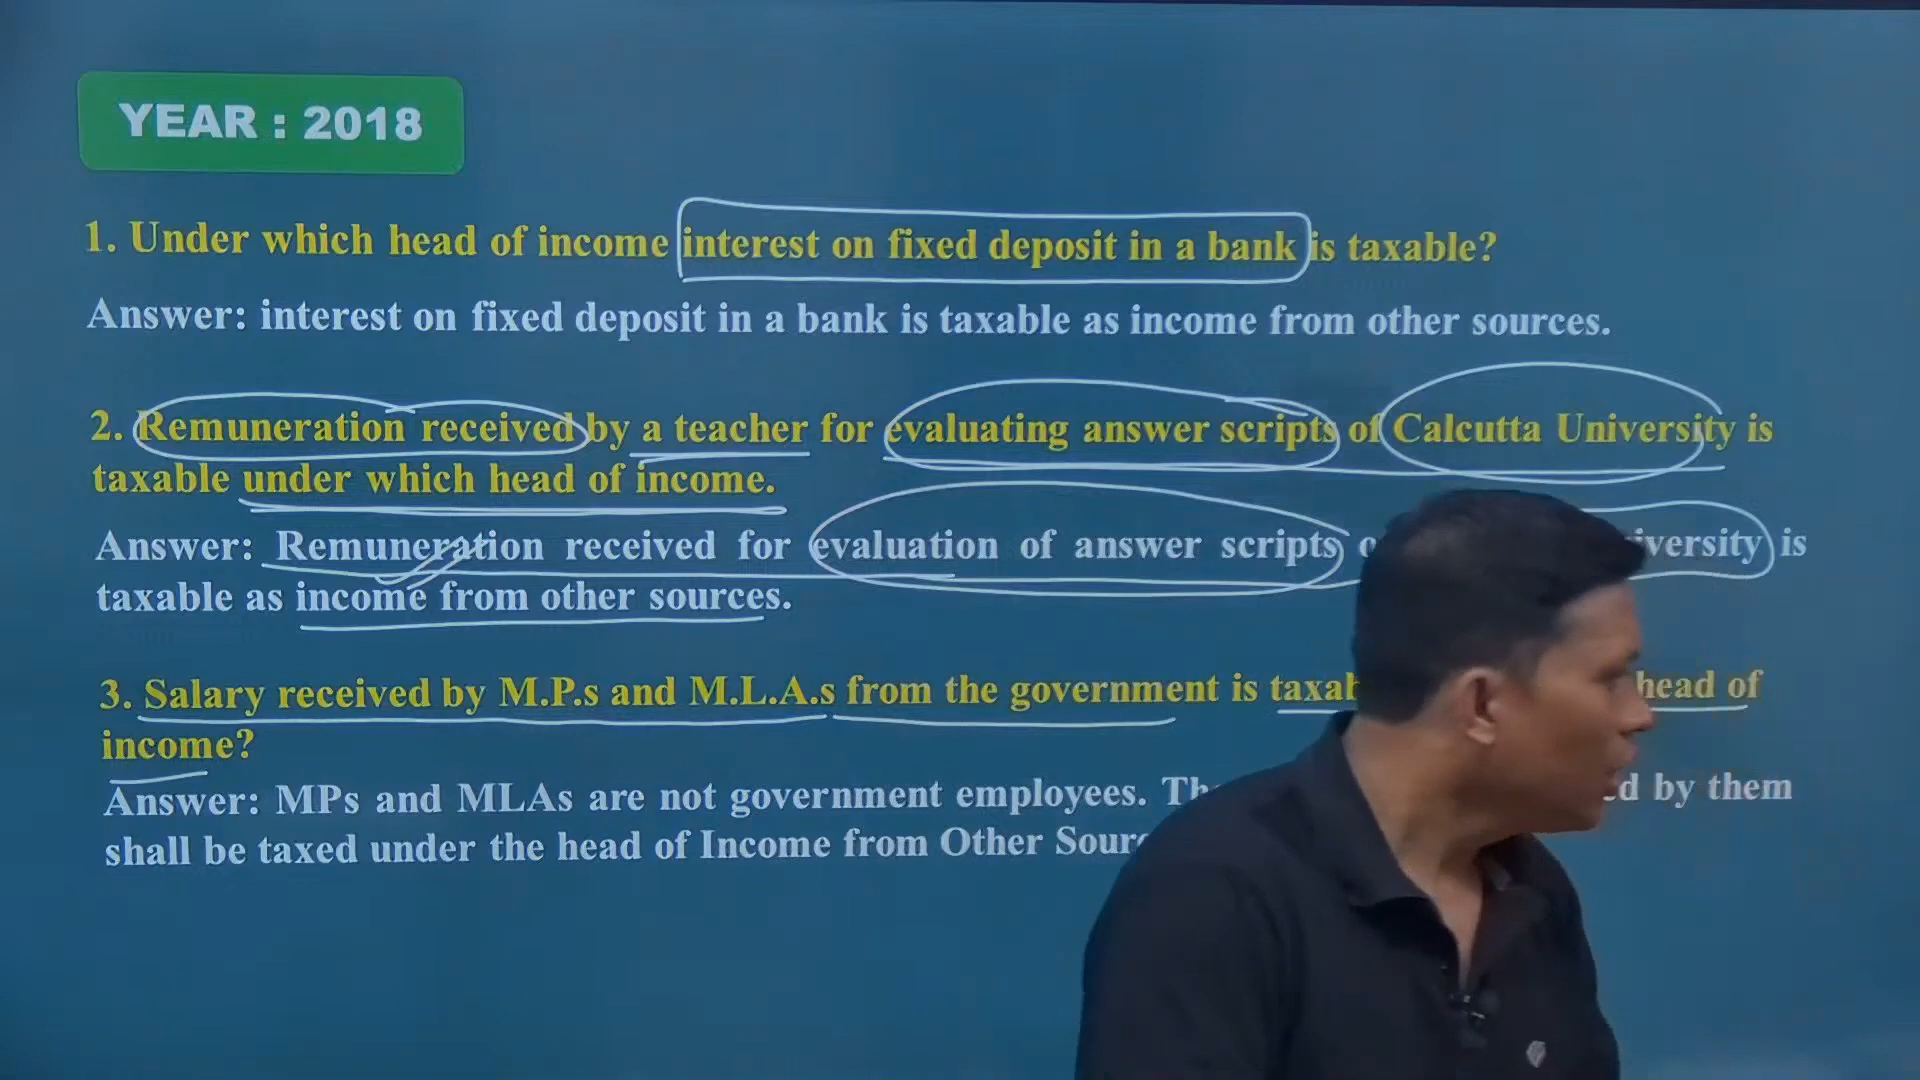 YEAR : 2018
1. Under which head of income interest on fixed deposit in a bank is taxable?
Answer: interest on fixed deposit in a bank is taxable as income from other sources.
2. Remuneration received by a teacher for evaluating answer scripts of Calcutta University is
taxable under which head of income.
Answer: Remuneration received for evaluation of answer scripts is
taxable as income from other sources.
3. Salary received by M.P.s and M.L.A.s from the government is head of
income?
Answer: MPs and MLAs are not government employees. by them
shall be taxed under the head of Income from Other